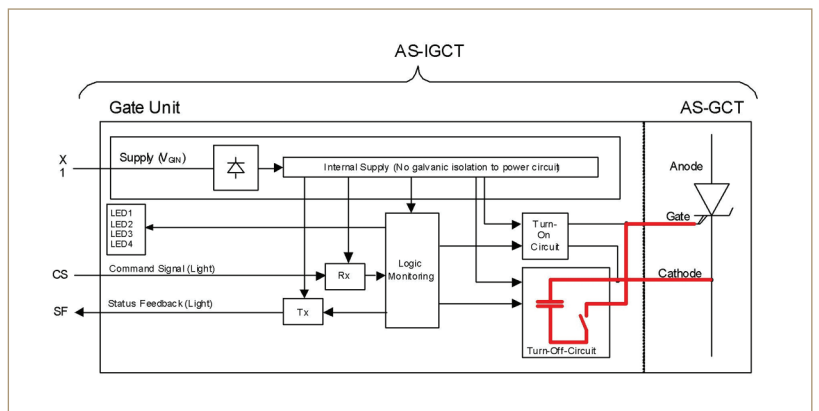 AS-IGCT
Gate Unit
AS-GCT
X
1
Supply (VGIN)
Internal Supply (No galvanic isolation to power circuit)
Anode
LED1
LED2
LED3
LED4
Turn-
On
Circuit
Gate
Logic
Monitoring
CS
Command Signal (Light)
Rx
Cathode
SF
Status Feedback (Light)
Tx
Turn-Off-Circuit